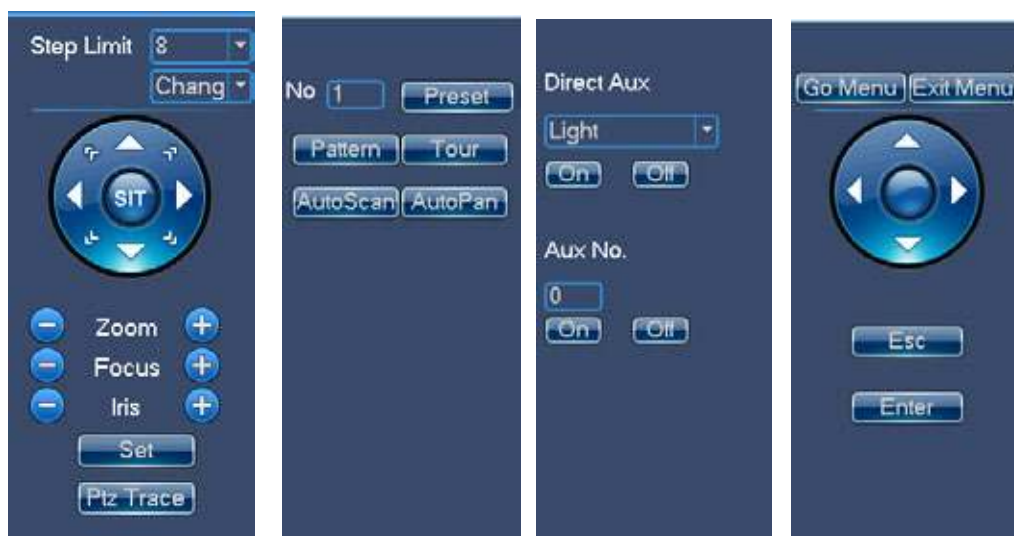 Step Limit 8
Chang
SIT
Zoom
Focus
Iris
Set
Ptz Trace
No 1 Preset
Pattern Tour
AutoScan AutoPan
Direct Aux
Light
On Off
Aux No.
0
On Off
Go Menu Exit Menu
Esc
Enter